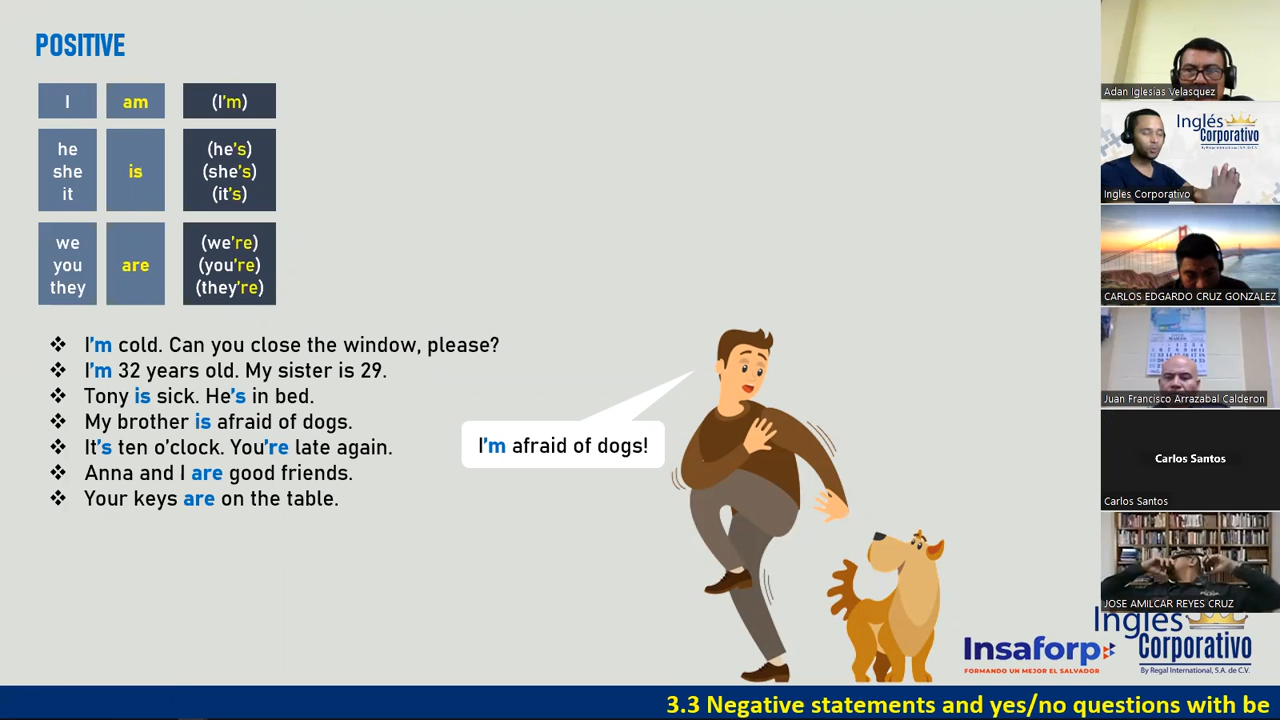 POSITIVE
I am (I'm)
he
she
it
is
(he's)
(she's)
(it's)
we
you
they
are
(we're)
(you're)
(they're)
❖ I'm cold. Can you close the window, please?
❖ I'm 32 years old. My sister is 29.
❖ Tony is sick. He's in bed.
❖ My brother is afraid of dogs.
❖ It's ten o'clock. You're late again.
❖ Anna and I are good friends.
❖ Your keys are on the table.
I'm afraid of dogs!
Adan Iglesias Velasquez
Inglés
Corporativo
By Regal International, S.A. de C.V.
Ingles Corporativo
CARLOS EDGARDO CRUZ GONZALEZ
Juan Francisco Arrazabal Calderon
Carlos Santos
Carlos Santos
JOSE AMILCAR REYES CRUZ
Insaforp
FORMANDO UN MEJOR EL SALVADOR
Inglés
Corporativo
By Regal International, S.A. de C.V.
3.3 Negative statements and yes/no questions with be